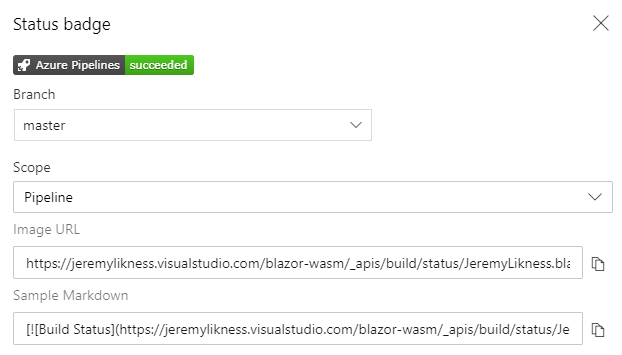 Status badge
Azure Pipelines succeeded
Branch
master
Scope
Pipeline
Image URL
https://jeremylikness.visualstudio.com/blazor-wasm/_apis/build/status/JeremyLikness.bla
Sample Markdown
[![Build Status](https://jeremylikness.visualstudio.com/blazor-wasm/_apis/build/status/Je